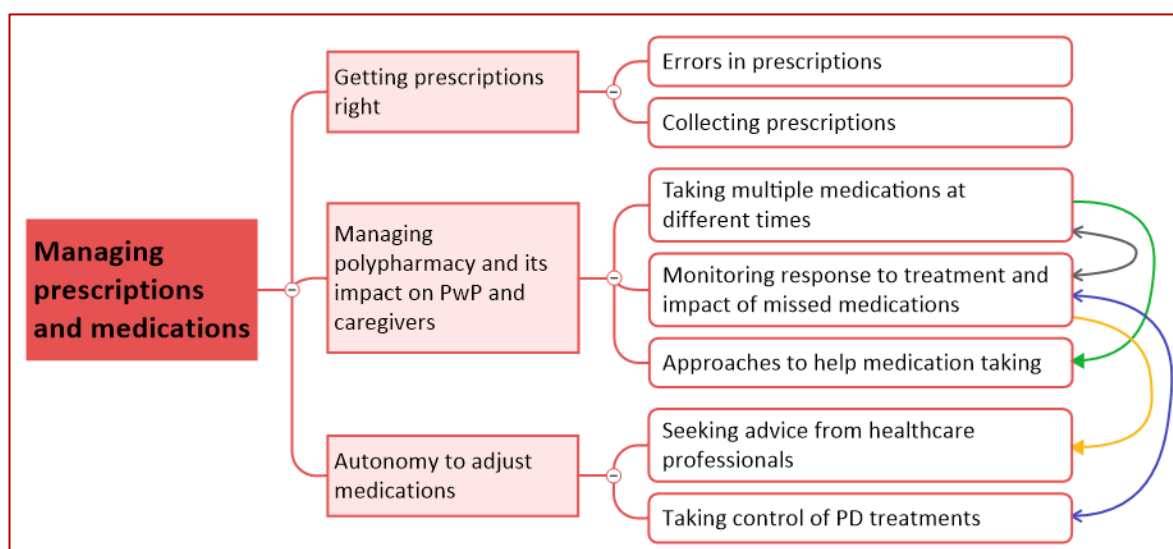 Managing
prescriptions
and medications
Getting prescriptions
right
Errors in prescriptions
Collecting prescriptions
Managing
polypharmacy and its
impact on PwP and
caregivers
Taking multiple medications at
different times
Monitoring response to treatment and
impact of missed medications
Approaches to help medication taking
Autonomy to adjust
medications
Seeking advice from healthcare
professionals
Taking control of PD treatments